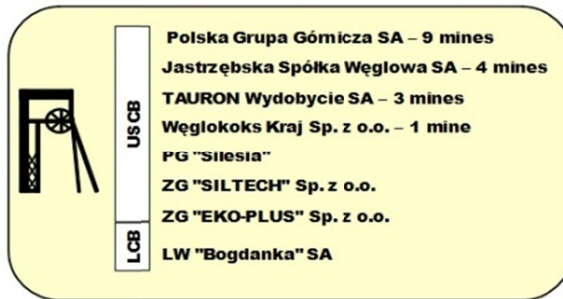 USCB
Polska Grupa Górnicza SA – 9 mines
Jastrzębska Spółka Węglowa SA – 4 mines
TAURON Wydobycie SA – 3 mines
Węglokoks Kraj Sp. z o.o. – 1 mine
PG "Silesia"
ZG "SILTECH" Sp. z o.o.
ZG "EKO-PLUS" Sp. z o.o.
LCB
LW "Bogdanka" SA